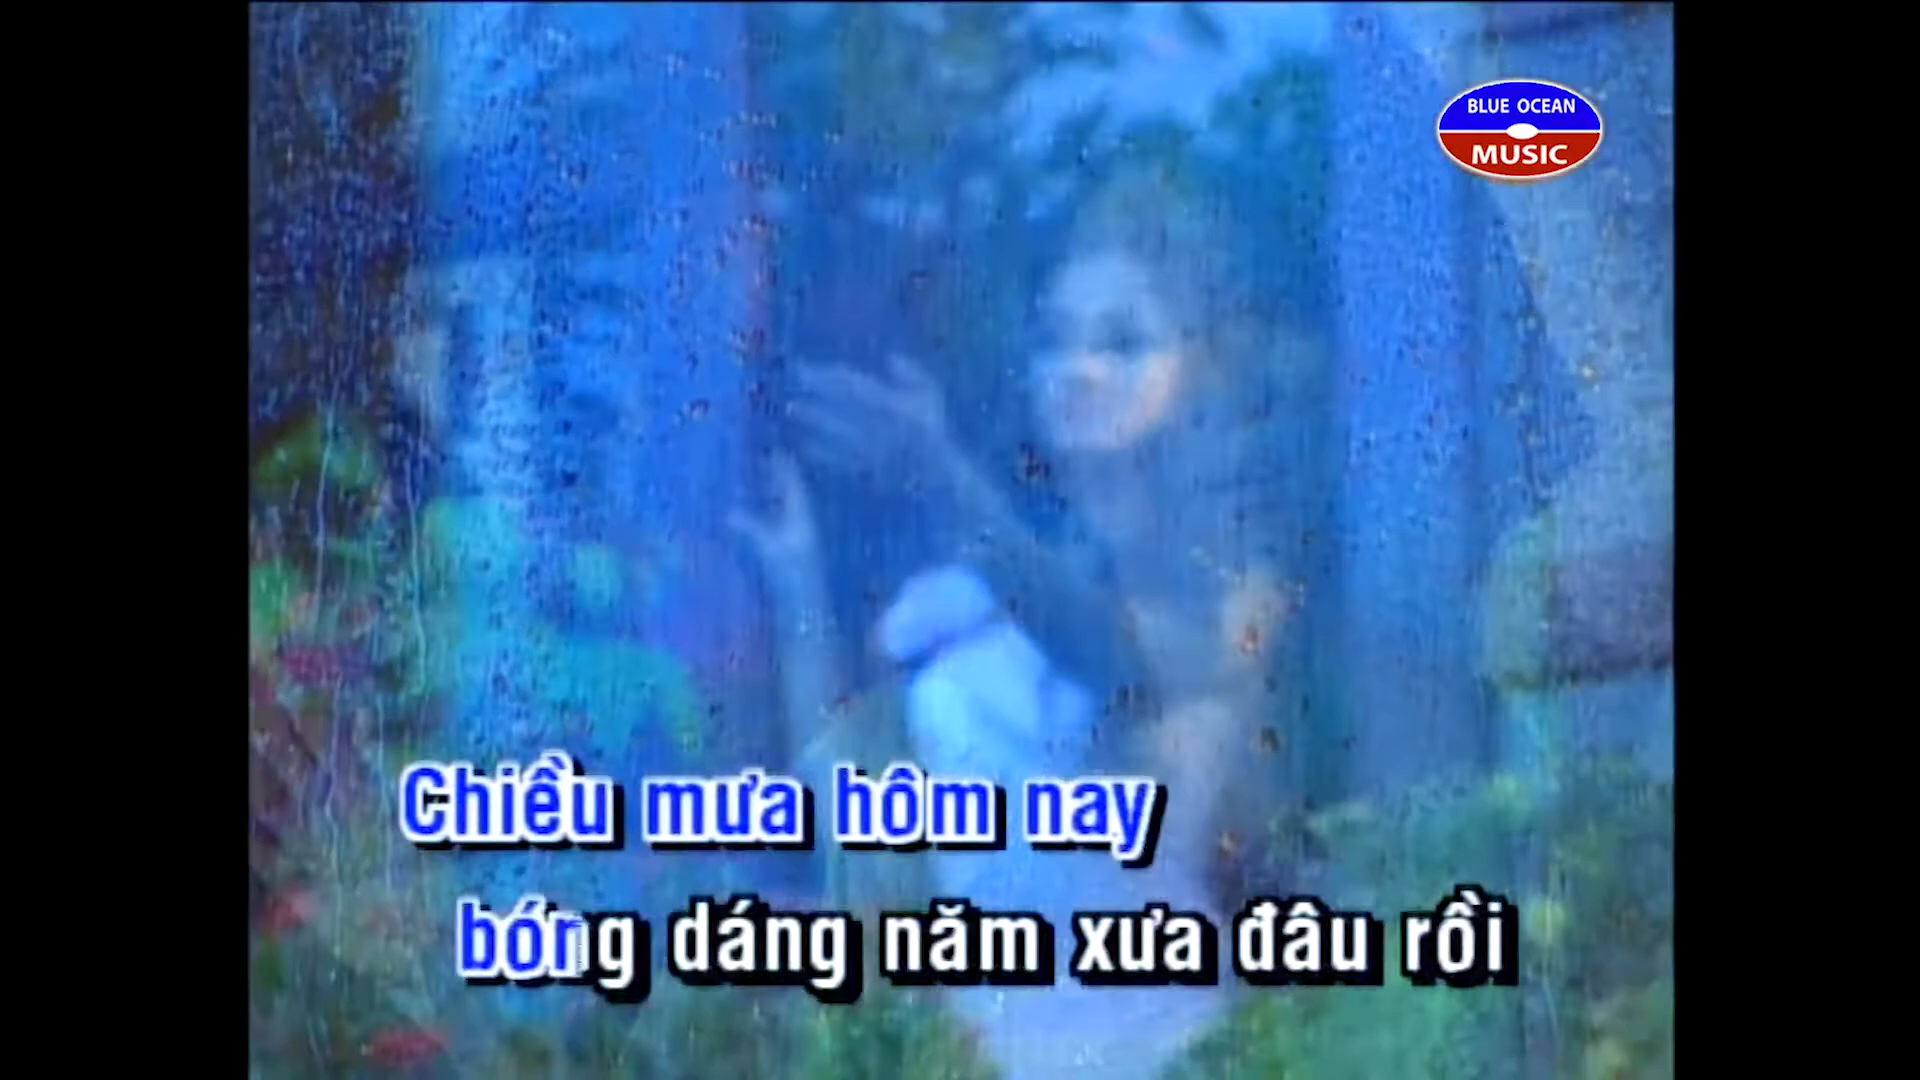 BLUE OCEAN
MUSIC
Chiều mưa hôm nay
bóng dáng năm xưa đâu rồi